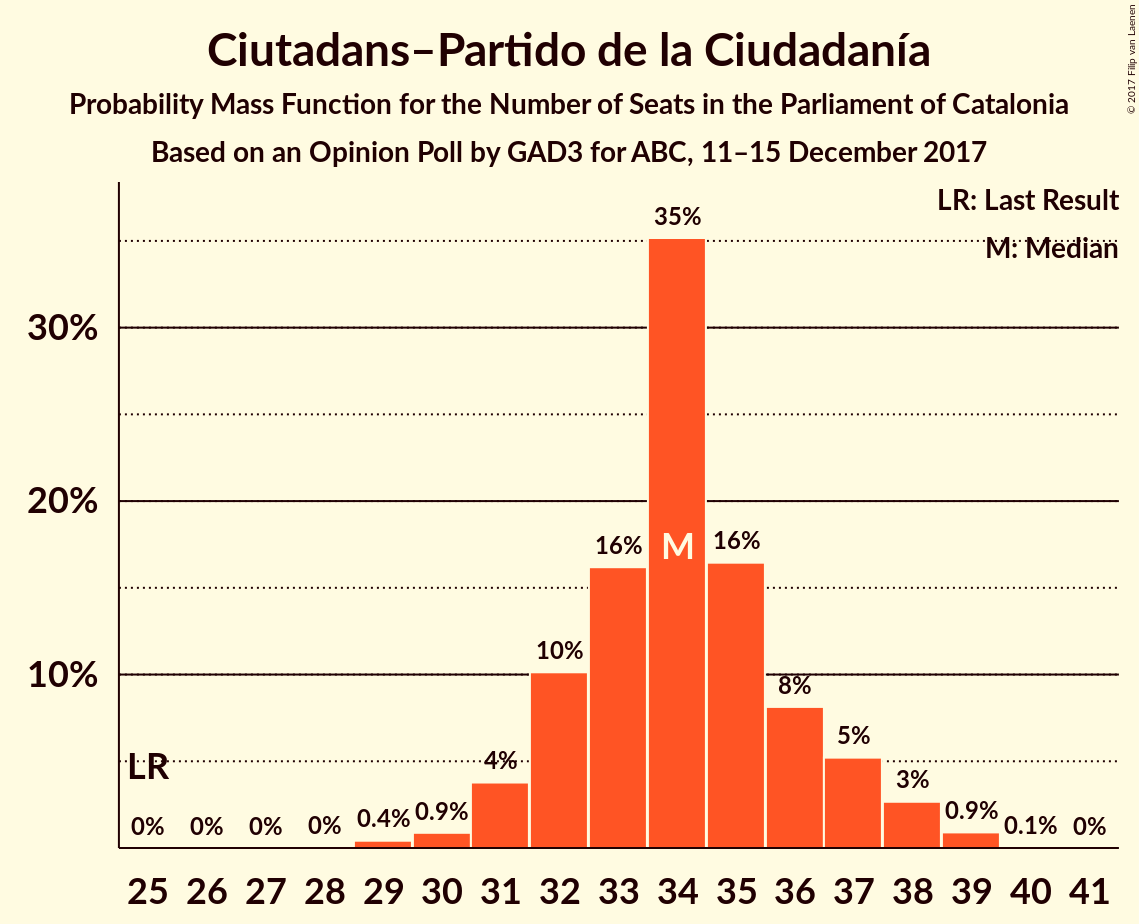 Ciutadans–Partido de la Ciudadanía
Probability Mass Function for the Number of Seats in the Parliament of Catalonia
Based on an Opinion Poll by GAD3 for ABC, 11–15 December 2017
© 2017 Filip van Laenen
LR: Last Result
M: Median
30%
20%
10%
LR
M
0% 0% 0% 0% 0.4% 0.9% 4% 10% 16% 35% 16% 8% 5% 3% 0.9% 0.1% 0%
25 26 27 28 29 30 31 32 33 34 35 36 37 38 39 40 41